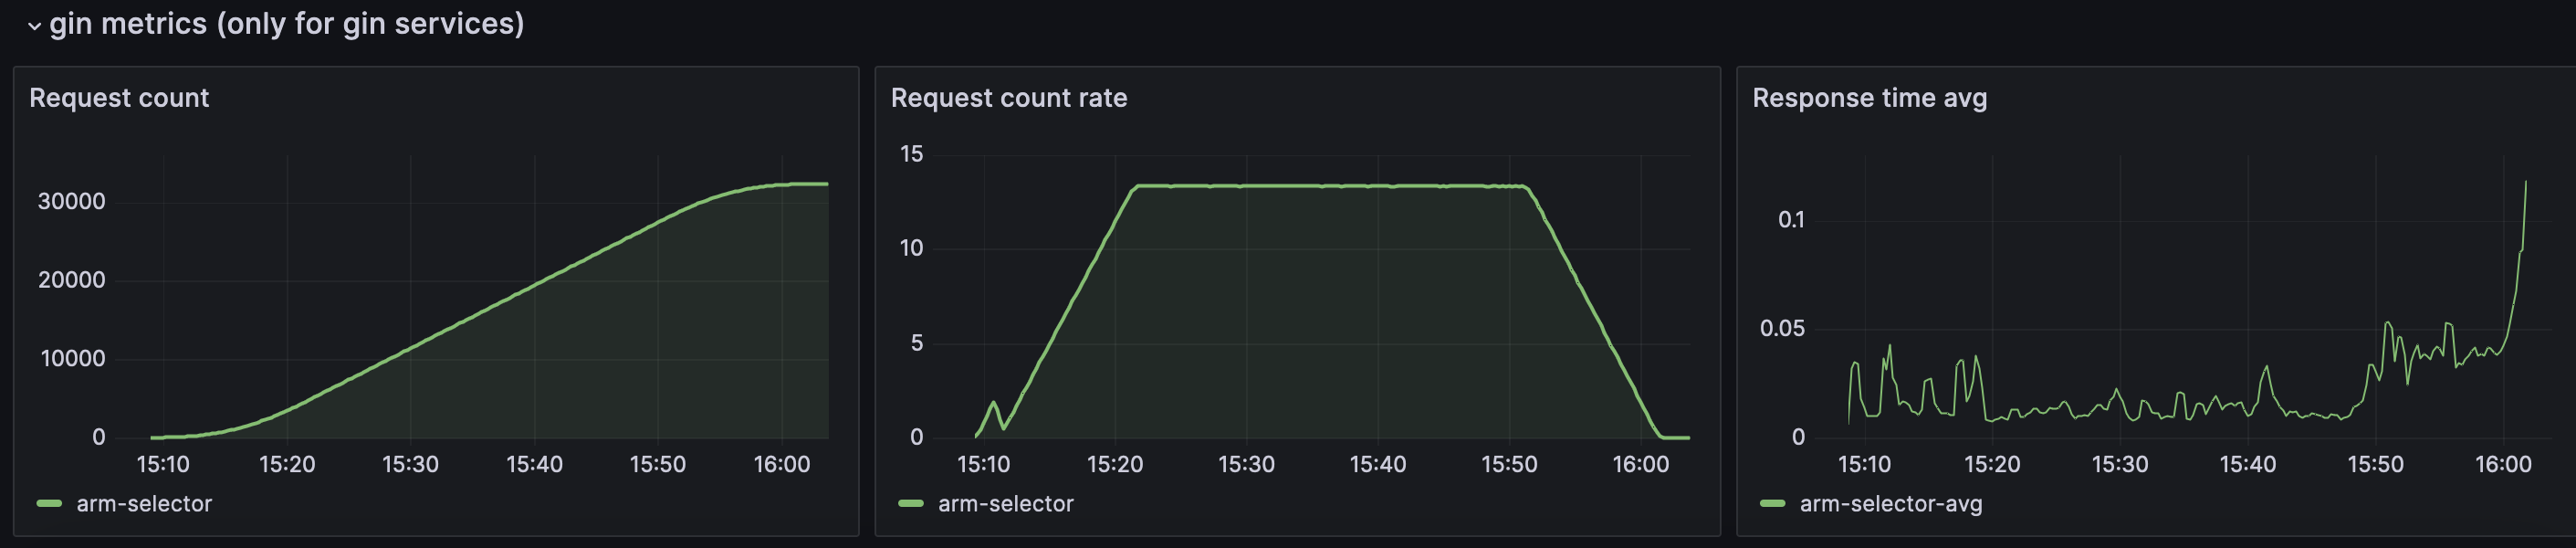 gin metrics (only for gin services)
Request count
30000
20000
10000
0
15:10 15:20 15:30 15:40 15:50 16:00
arm-selector
Request count rate
15
10
5
0
15:10 15:20 15:30 15:40 15:50 16:00
arm-selector
Response time avg
0.1
0.05
0
15:10 15:20 15:30 15:40 15:50 16:00
arm-selector-avg